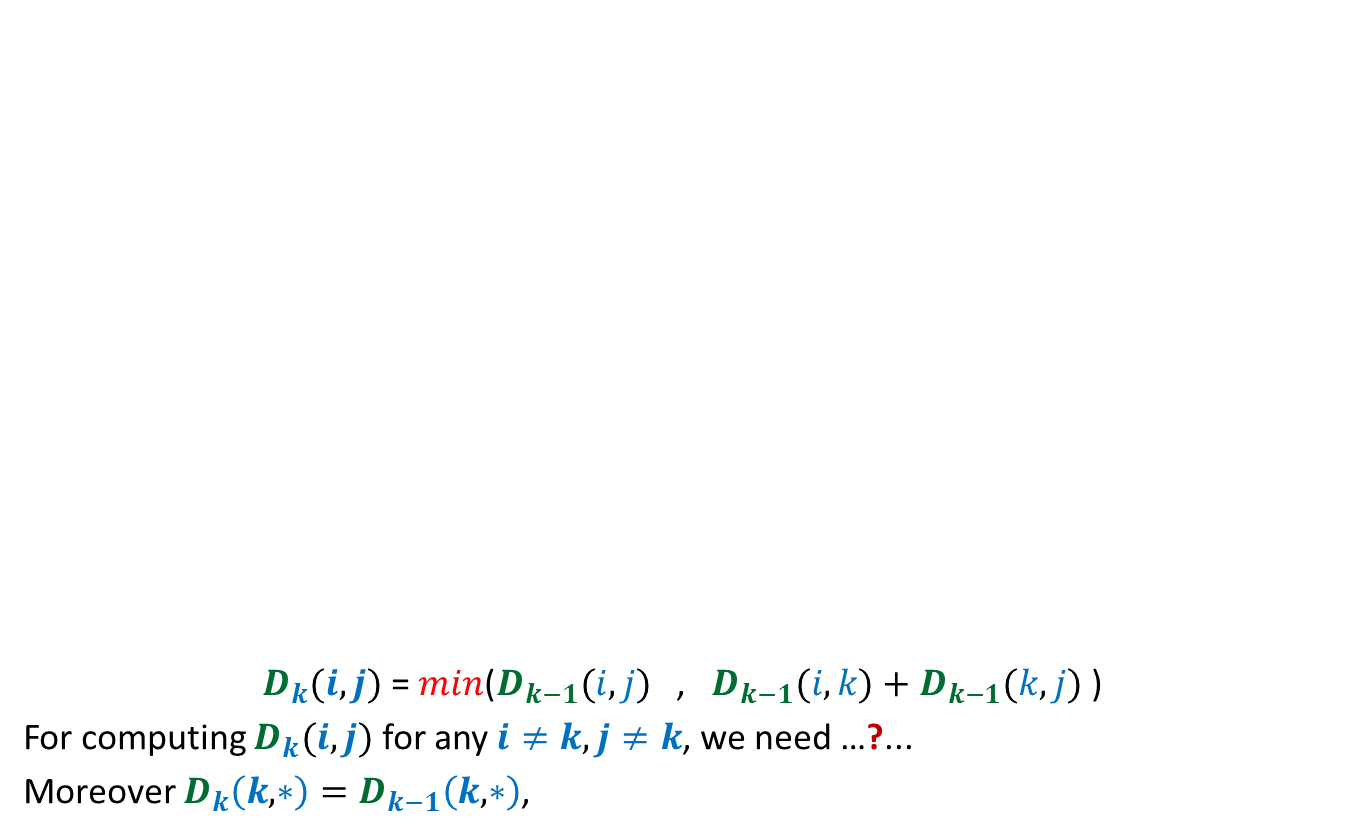 𝑫ₖ(𝒊,𝒋) = min(𝑫ₖ₋₁(i,j) , 𝑫ₖ₋₁(i,k) + 𝑫ₖ₋₁(k,j) )
For computing 𝑫ₖ(𝒊,𝒋) for any 𝒊 ≠ 𝒌, 𝒋 ≠ 𝒌, we need …?...
Moreover 𝑫ₖ(𝒌,∗) = 𝑫ₖ₋₁(𝒌,∗),